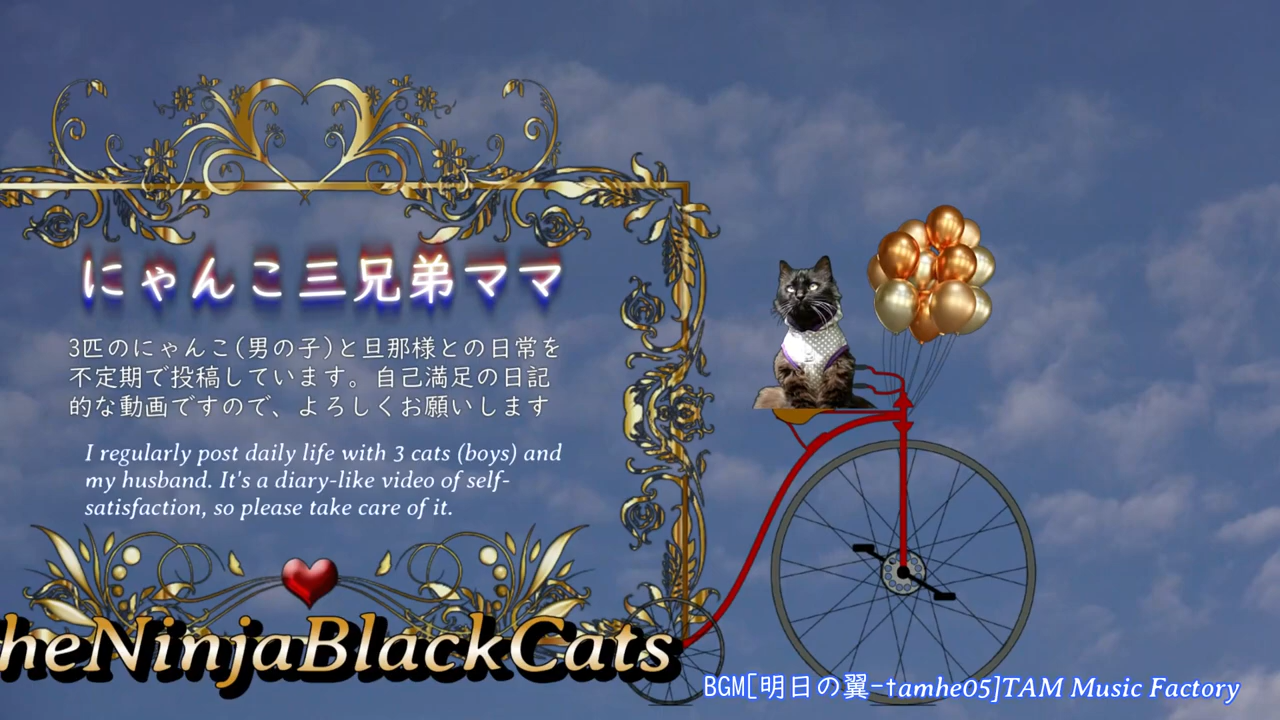 にゃんこ三兄弟ママ
3匹のにゃんこ(男の子)と旦那様との日常を
不定期で投稿しています。自己満足の日記
的な動画ですので、よろしくお願いします
I regularly post daily life with 3 cats (boys) and
my husband. It's a diary-like video of self-
satisfaction, so please take care of it.
heNinjaBlackCats
BGM[明日の翼-†amhe05]TAM Music Factory